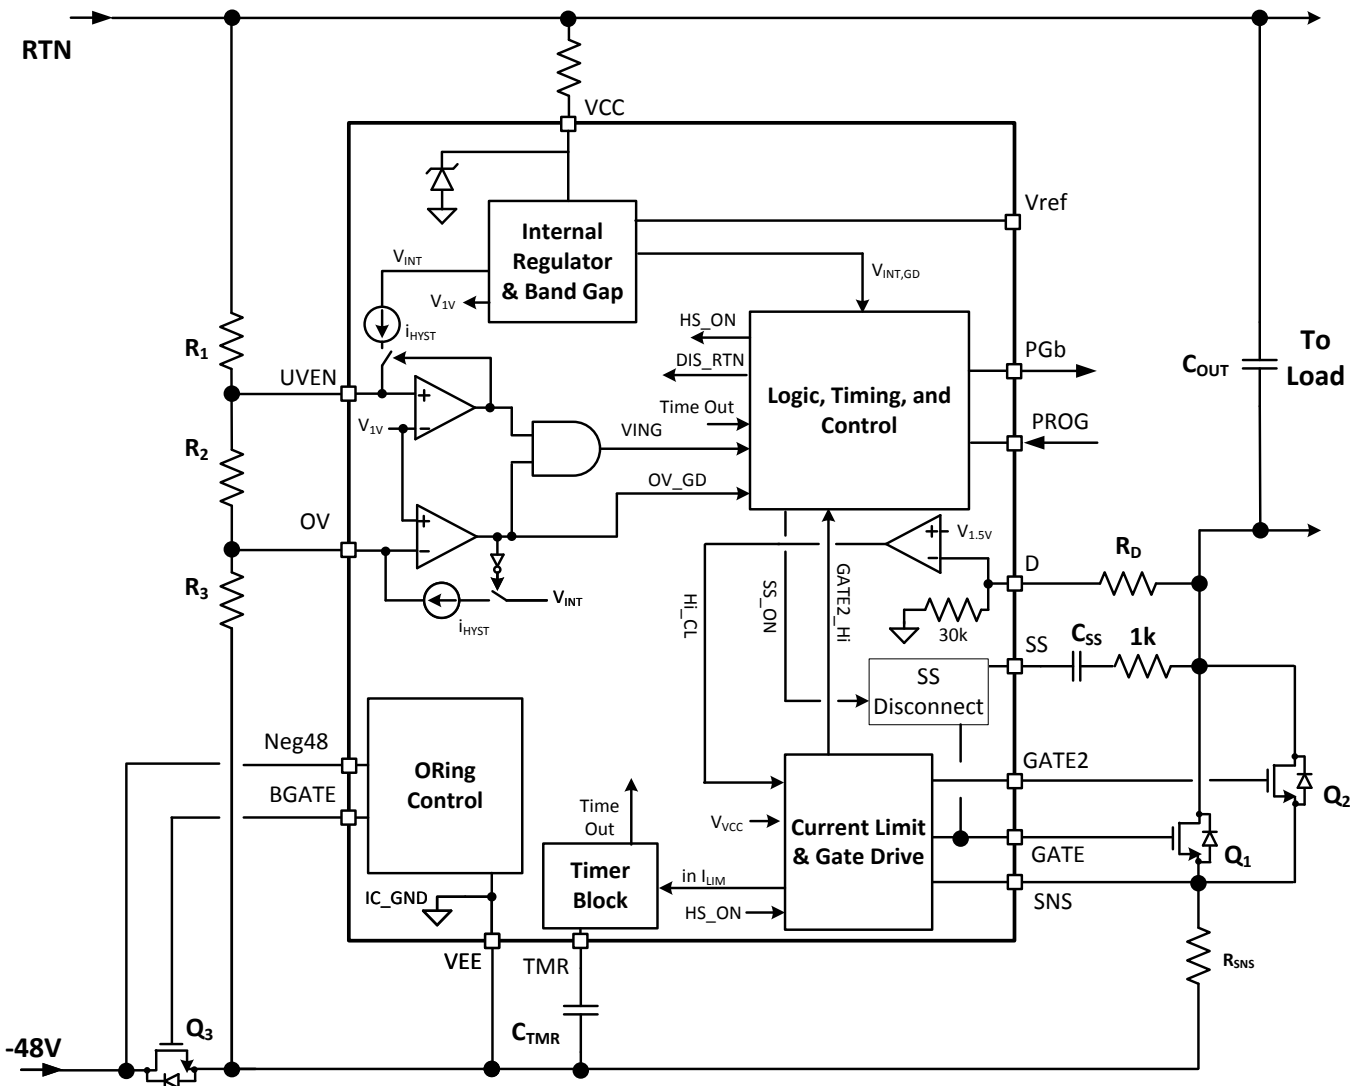 RTN
VCC
Vref
Internal
Regulator
& Band Gap
VINT
V1V
VINT,GD
iHYST
HS_ON
DIS_RTN
Time Out
Logic, Timing, and
Control
PGb
PROG
COUT
To
Load
R1
UVEN
V1V
VING
R2
OV_GD
OV
V1.5V
D
RD
R3
iHYST
VINT
Hi_CL
SS_ON
GATE2_Hi
30k
SS
CSS
1k
SS
Disconnect
Neg48
BGATE
ORing
Control
GATE2
Q2
Time
Out
VVCC
Current Limit
& Gate Drive
GATE
Q1
Timer
Block
in ILIM
HS_ON
SNS
IC_GND
VEE
TMR
RSNS
CTMR
Q3
-48V